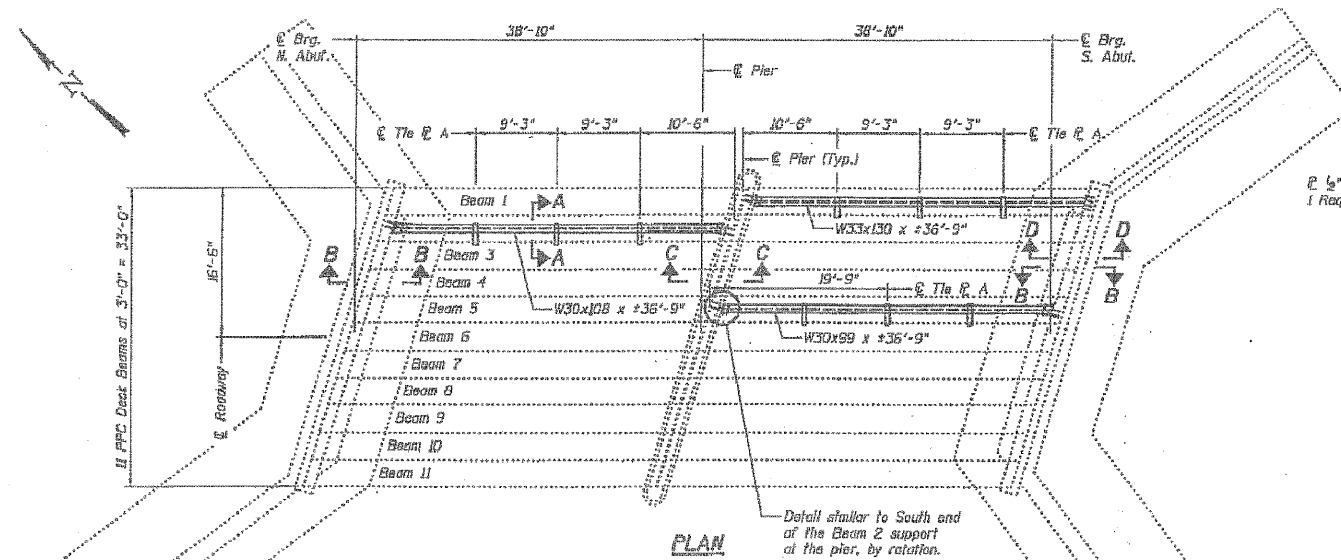 38'-10"
38'-10"
℄ Brg.
N. Abut.
℄ Brg.
S. Abut.
N
℄ Pier
℄ Tie ℙ A
9'-3"
9'-3"
10'-6"
10'-6"
9'-3"
9'-3"
℄ Tie ℙ A
℄ Pier (Typ.)
ℙ ½"
1 Req
Beam 1
A
W33x130 x ±36'-9"
A
Beam 3
B
B
C
C
D
D
Beam 4
19'-9"
℄ Tie ℙ A
B
B
Beam 5
W30x108 x ±36'-9"
W30x99 x ±36'-9"
Beam 6
Beam 7
Beam 8
Beam 9
Beam 10
Beam 11
16'-6"
℄ Roadway
11 PPC Deck Beams at 3'-0" = 33'-0"
Detail similar to South end
of the Beam 2 support
at the pier, by rotation.
PLAN